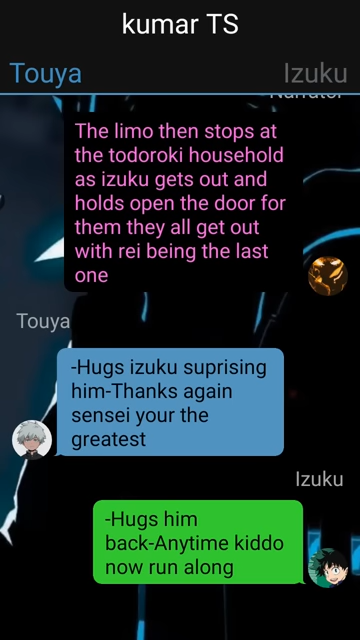 kumar TS
Touya
Izuku
Narrator
The limo then stops at
the todoroki household
as izuku gets out and
holds open the door for
them they all get out
with rei being the last
one
Touya
-Hugs izuku suprising
him-Thanks again
sensei your the
greatest
Izuku
-Hugs him
back-Anytime kiddo
now run along